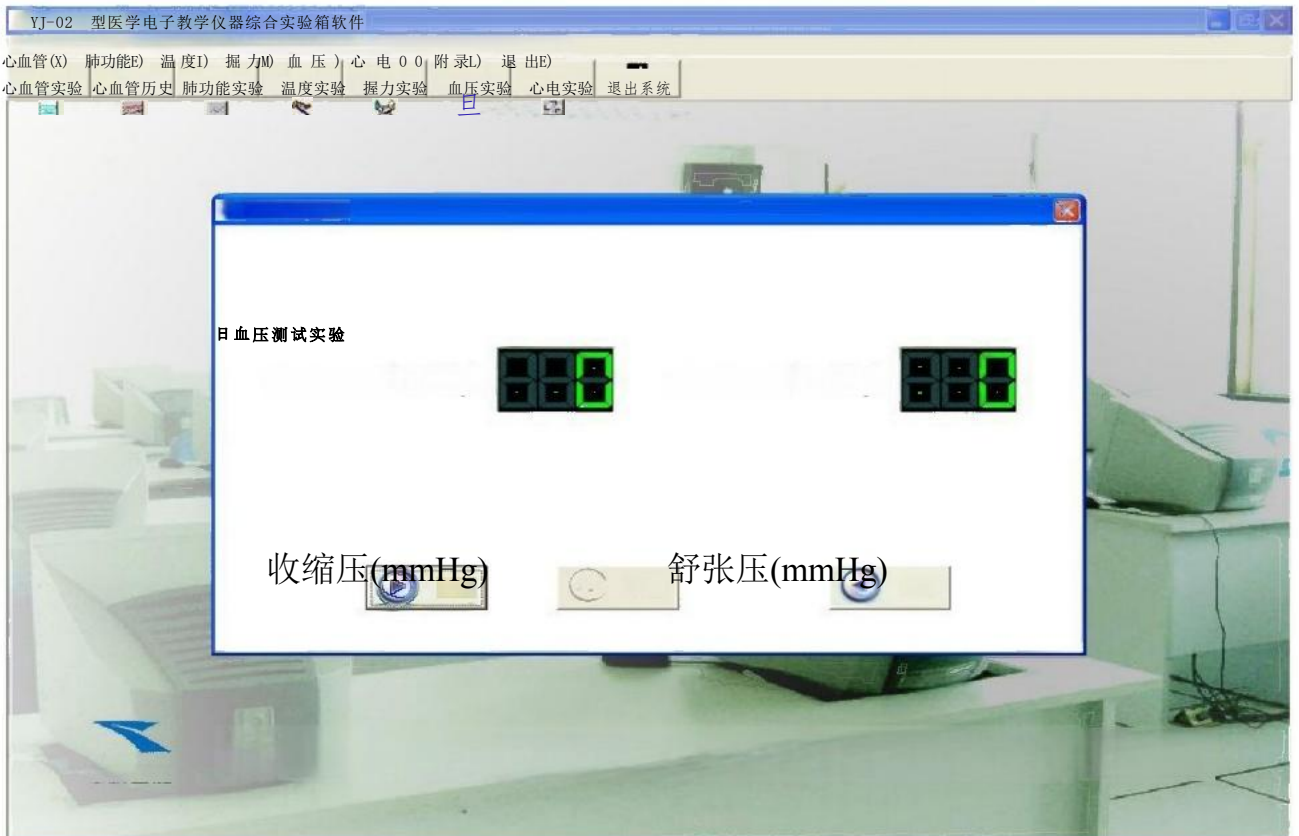 YJ-02 型医学电子教学仪器综合实验箱软件
心血管(X) 肺功能E) 温度I) 掘力M) 血压) 心电00 附录L) 退出E)
心血管实验 心血管历史 肺功能实验 温度实验 握力实验 血压实验 心电实验 退出系统
旦
日血压测试实验
0 0
收缩压(mmHg) 舒张压(mmHg)